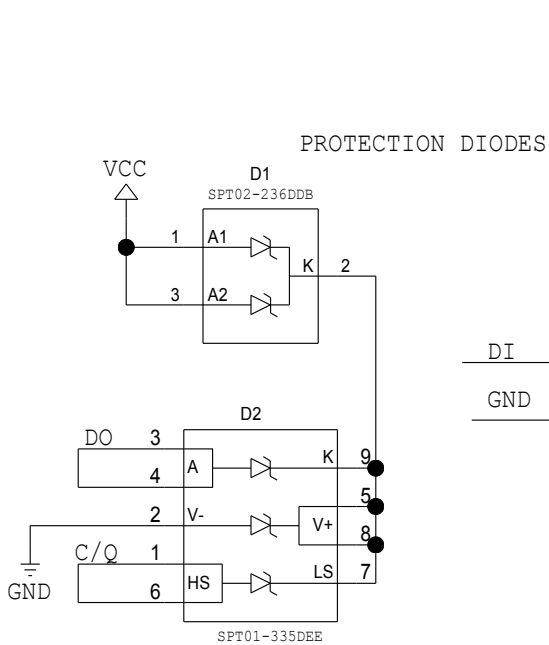 PROTECTION DIODES
VCC
D1
SPT02-236DDB
1 A1
K 2
3 A2
DI
GND
D2
DO 3
K 9
4 A
5
2 V-
V+
8
C/Q 1
LS 7
HS
GND
6
SPT01-335DEE